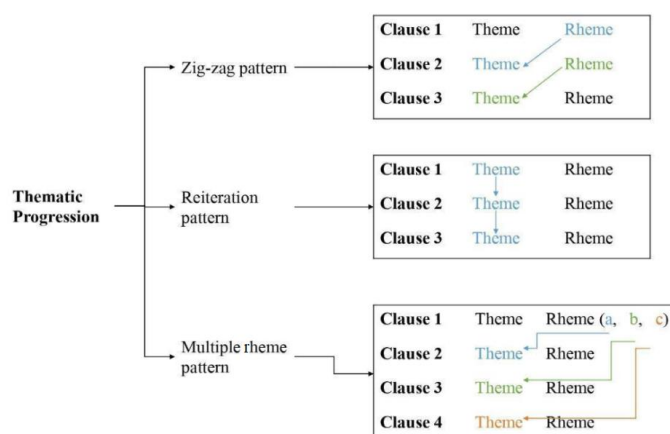 Clause 1 Theme Rheme
Zig-zag pattern
Clause 2 Theme Rheme
Clause 3 Theme Rheme
Thematic
Progression
Reiteration
pattern
Clause 1 Theme Rheme
Clause 2 Theme Rheme
Clause 3 Theme Rheme
Multiple rheme
pattern
Clause 1 Theme Rheme (a, b, c)
Clause 2 Theme Rheme
Clause 3 Theme Rheme
Clause 4 Theme Rheme